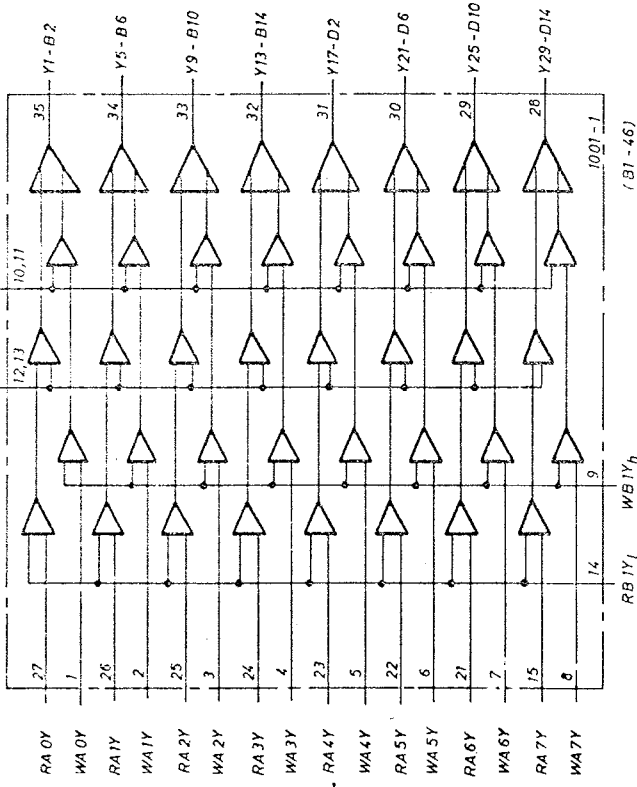 RA0Y 27
WA0Y 1
RA1Y 26
WA1Y 2
RA2Y 25
WA2Y 3
RA3Y 24
WA3Y 4
RA4Y 23
WA4Y 5
RA5Y 22
WA5Y 6
RA6Y 21
WA6Y 7
RA7Y 15
WA7Y 8
14
RB1Yl
9
WB1Yh
12,13
10,11
35 Y1-B2
34 Y5-B6
33 Y9-B10
32 Y13-B14
31 Y17-D2
30 Y21-D6
29 Y25-D10
28 Y29-D14
1001-1
(B1-46)